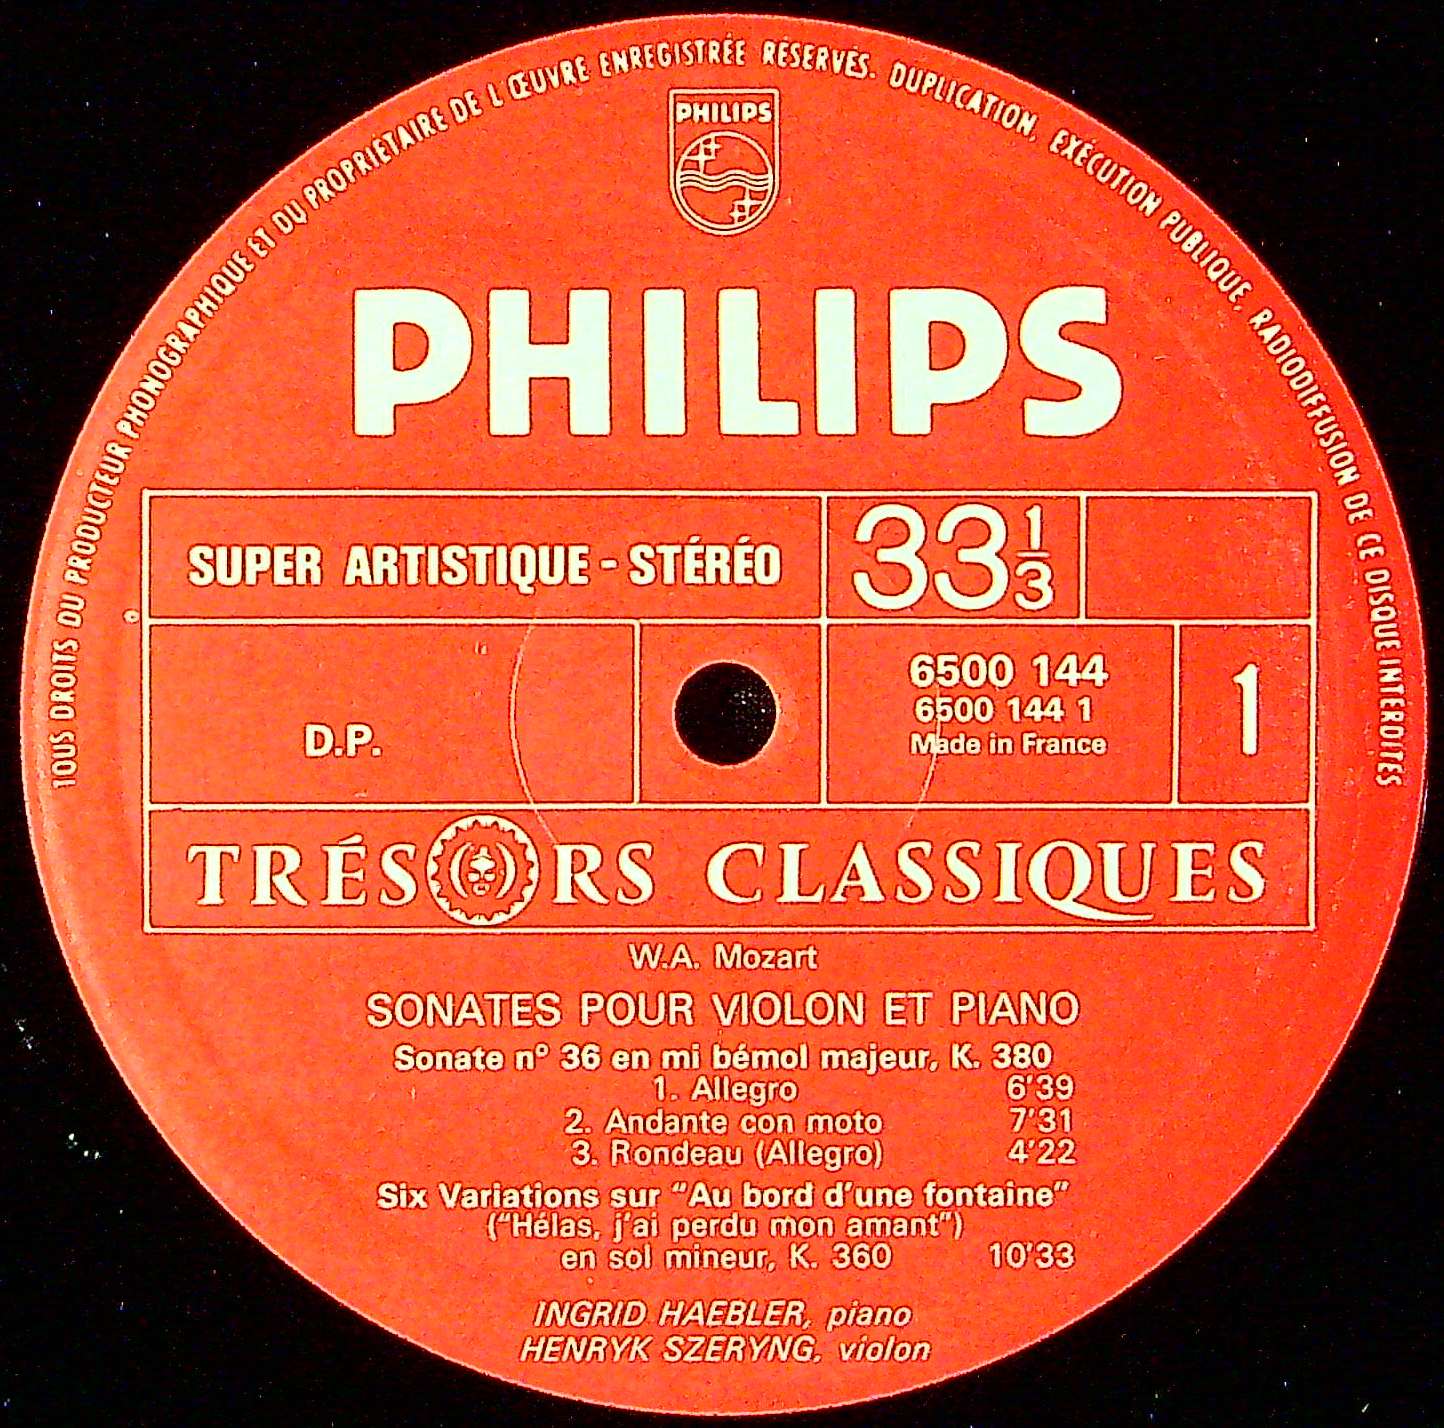 TOUS DROITS DU PRODUCTEUR PHONOGRAPHIQUE ET DU PROPRIÉTAIRE DE L'ŒUVRE ENREGISTRÉE RÉSERVÉS. DUPLICATION, EXÉCUTION PUBLIQUE, RADIODIFFUSION DE CE DISQUE INTERDITES
PHILIPS
PHILIPS
SUPER ARTISTIQUE - STÉRÉO 33 1/3
D.P.
6500 144
6500 144 1
Made in France
1
TRÉSORS CLASSIQUES
W.A. Mozart
SONATES POUR VIOLON ET PIANO
Sonate n° 36 en mi bémol majeur, K. 380
1. Allegro 6'39
2. Andante con moto 7'31
3. Rondeau (Allegro) 4'22
Six Variations sur "Au bord d'une fontaine"
("Hélas, j'ai perdu mon amant")
en sol mineur, K. 360 10'33
INGRID HAEBLER, piano
HENRYK SZERYNG, violon